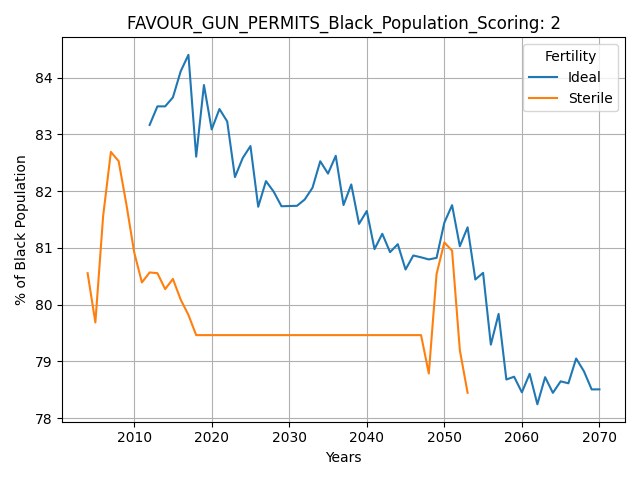 FAVOUR_GUN_PERMITS_Black_Population_Scoring: 2
Fertility
Ideal
Sterile
% of Black Population
84
83
82
81
80
79
78
2010
2020
2030
2040
2050
2060
2070
Years